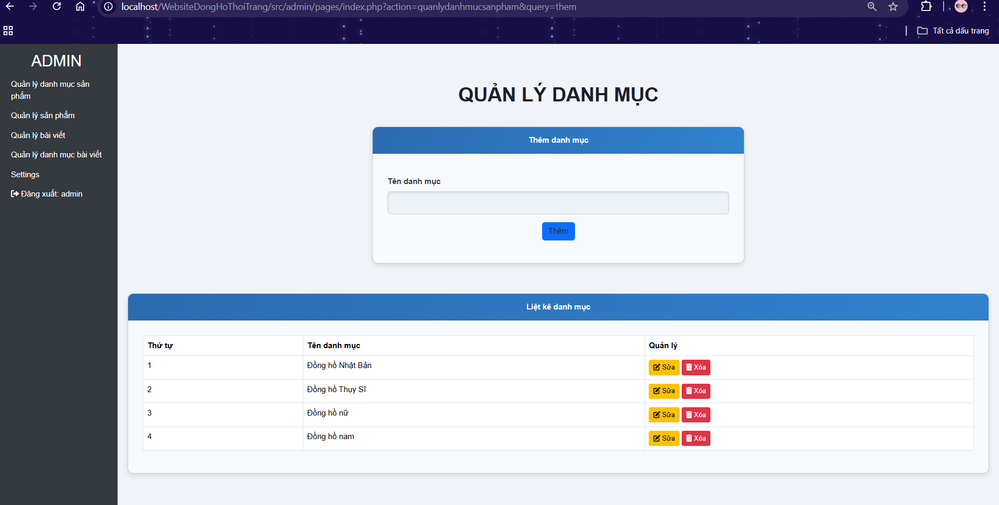 localhost/WebsiteDongHoThoiTrang/src/admin/pages/index.php?action=quanlydanhmucsanpham&query=them
Tất cả dấu trang
ADMIN
Quản lý danh mục sản
phẩm
Quản lý sản phẩm
Quản lý bài viết
Quản lý danh mục bài viết
Settings
Đăng xuất: admin
QUẢN LÝ DANH MỤC
Thêm danh mục
Tên danh mục
Thêm
Liệt kê danh mục
Thứ tự Tên danh mục Quản lý
1 Đồng hồ Nhật Bản Sửa Xóa
2 Đồng hồ Thụy Sĩ Sửa Xóa
3 Đồng hồ nữ Sửa Xóa
4 Đồng hồ nam Sửa Xóa